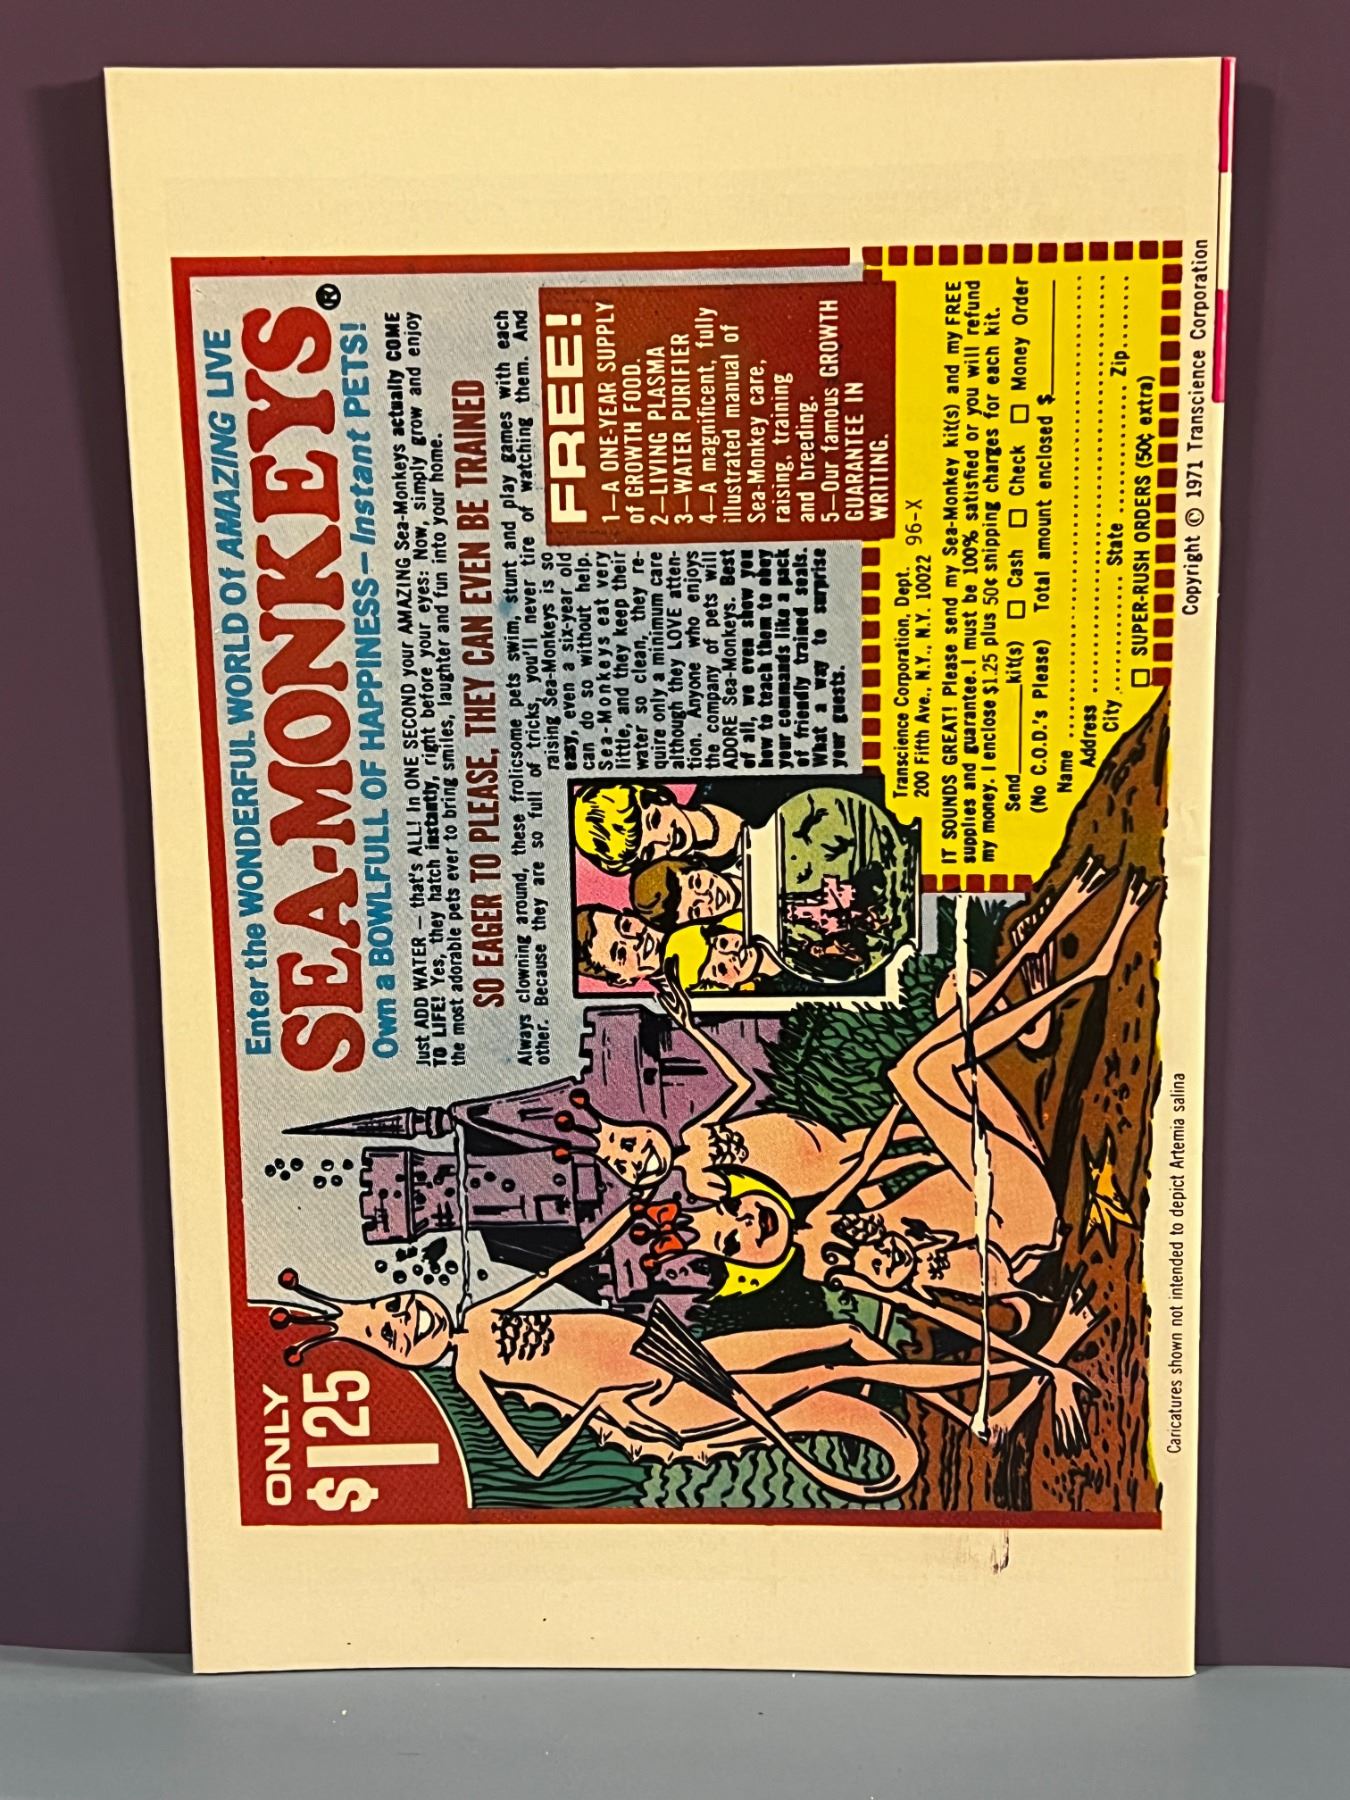 Enter the WONDERFUL WORLD of AMAZING LIVE
SEA-MONKEYS®
Own a BOWLFULL OF HAPPINESS—Instant PETS!
ONLY
$1.25
Just ADD WATER — that's ALL! In ONE SECOND your AMAZING Sea-Monkeys actually COME
TO LIFE! Yes, they hatch instantly, right before your eyes: Now, simply grow and enjoy
the most adorable pets ever to bring smiles, laughter and fun into your home.
SO EAGER TO PLEASE, THEY CAN EVEN BE TRAINED
Always clowning around, these frolicsome pets swim, stunt and play games with each
other. Because they are so full of tricks, you'll never tire of watching them. And
raising Sea-Monkeys is so
easy, even a six-year old
can do so without help.
Sea-Monkeys eat very
little, and they keep their
water so clean, they re-
quire only a minimum care
although they LOVE atten-
tion. Anyone who enjoys
the company of pets will
ADORE Sea-Monkeys. Best
of all, we even show you
how to teach them to obey
your commands like a pack
of friendly trained seals.
What a way to surprise
your guests.
FREE!
1—A ONE-YEAR SUPPLY
of GROWTH FOOD.
2—LIVING PLASMA
3—WATER PURIFIER
4—A magnificent, fully
illustrated manual of
Sea-Monkey care,
raising, training
and breeding.
5—Our famous GROWTH
GUARANTEE IN
WRITING.
Transcience Corporation, Dept.
200 Fifth Ave., N.Y., N.Y. 10022 96-X
IT SOUNDS GREAT! Please send my Sea-Monkey kit(s) and my FREE
supplies and guarantee. I must be 100% satisfied or you will refund
my money. I enclose $1.25 plus 50¢ shipping charges for each kit.
Send ____ kit(s) □ Cash □ Check □ Money Order
(No C.O.D.'s Please) Total amount enclosed $____
Name
Address
City State Zip
□ SUPER-RUSH ORDERS (50¢ extra)
Caricatures shown not intended to depict Artemia salina
Copyright © 1971 Transcience Corporation